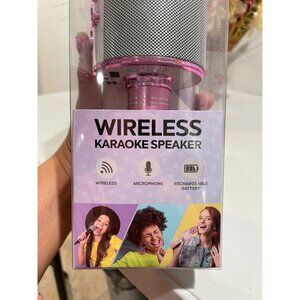 WIRELESS
KARAOKE SPEAKER
WIRELESS
MICROPHONE
RECHARGEABLE
BATTERY